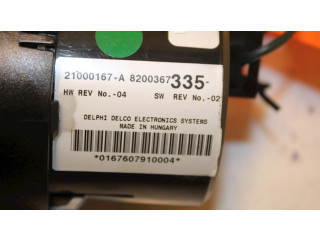 21000167-A 8200367335-
HW REV No.-04 SW REV No.-02
DELPHI DELCO ELECTRONICS SYSTEMS
MADE IN HUNGARY
*0167607910004*